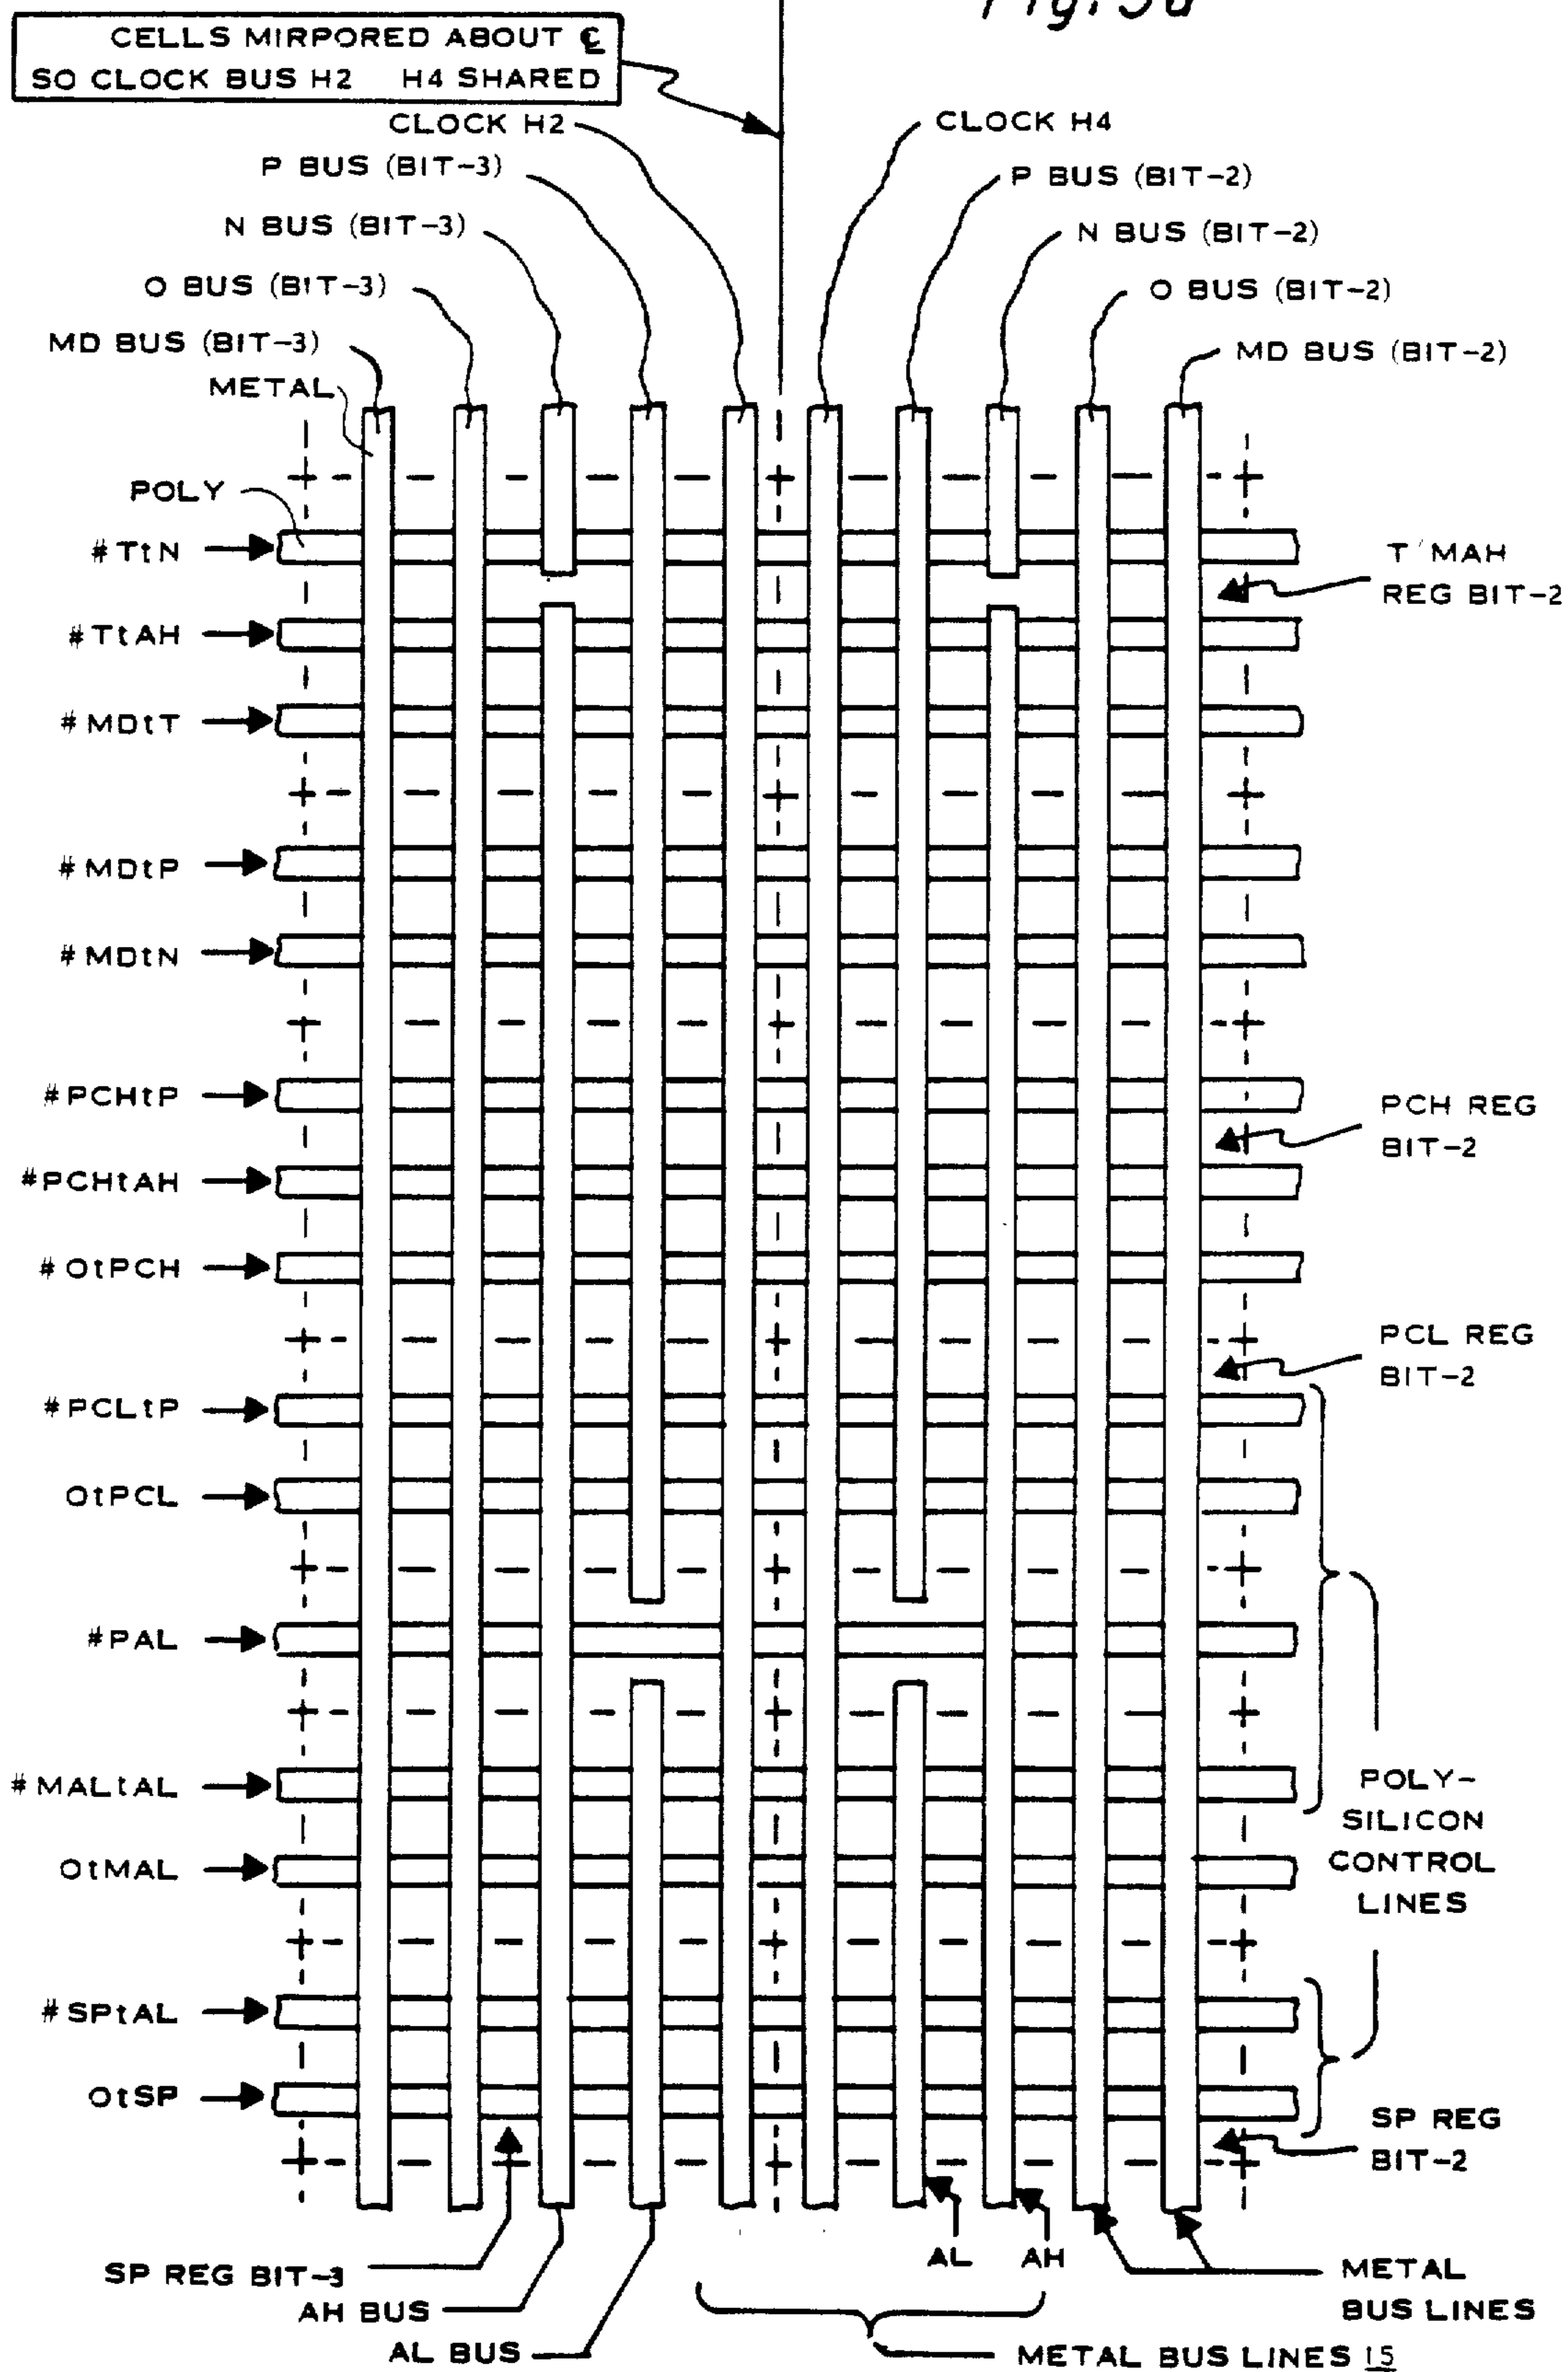 Fig. 5a
CELLS MIRPORED ABOUT ℄
SO CLOCK BUS H2 H4 SHARED
CLOCK H2
CLOCK H4
P BUS (BIT-3)
P BUS (BIT-2)
N BUS (BIT-3)
N BUS (BIT-2)
O BUS (BIT-3)
O BUS (BIT-2)
MD BUS (BIT-3)
MD BUS (BIT-2)
METAL
POLY
#TtN
T'MAH
REG BIT-2
#TtAH
#MDtT
#MDtP
#MDtN
#PCHtP
PCH REG
BIT-2
#PCHtAH
#OtPCH
PCL REG
BIT-2
#PCLtP
OtPCL
#PAL
#MALtAL
POLY-
SILICON
CONTROL
LINES
OtMAL
#SPtAL
OtSP
SP REG
BIT-2
AL
AH
SP REG BIT-3
METAL
BUS LINES
AH BUS
AL BUS
METAL BUS LINES 15